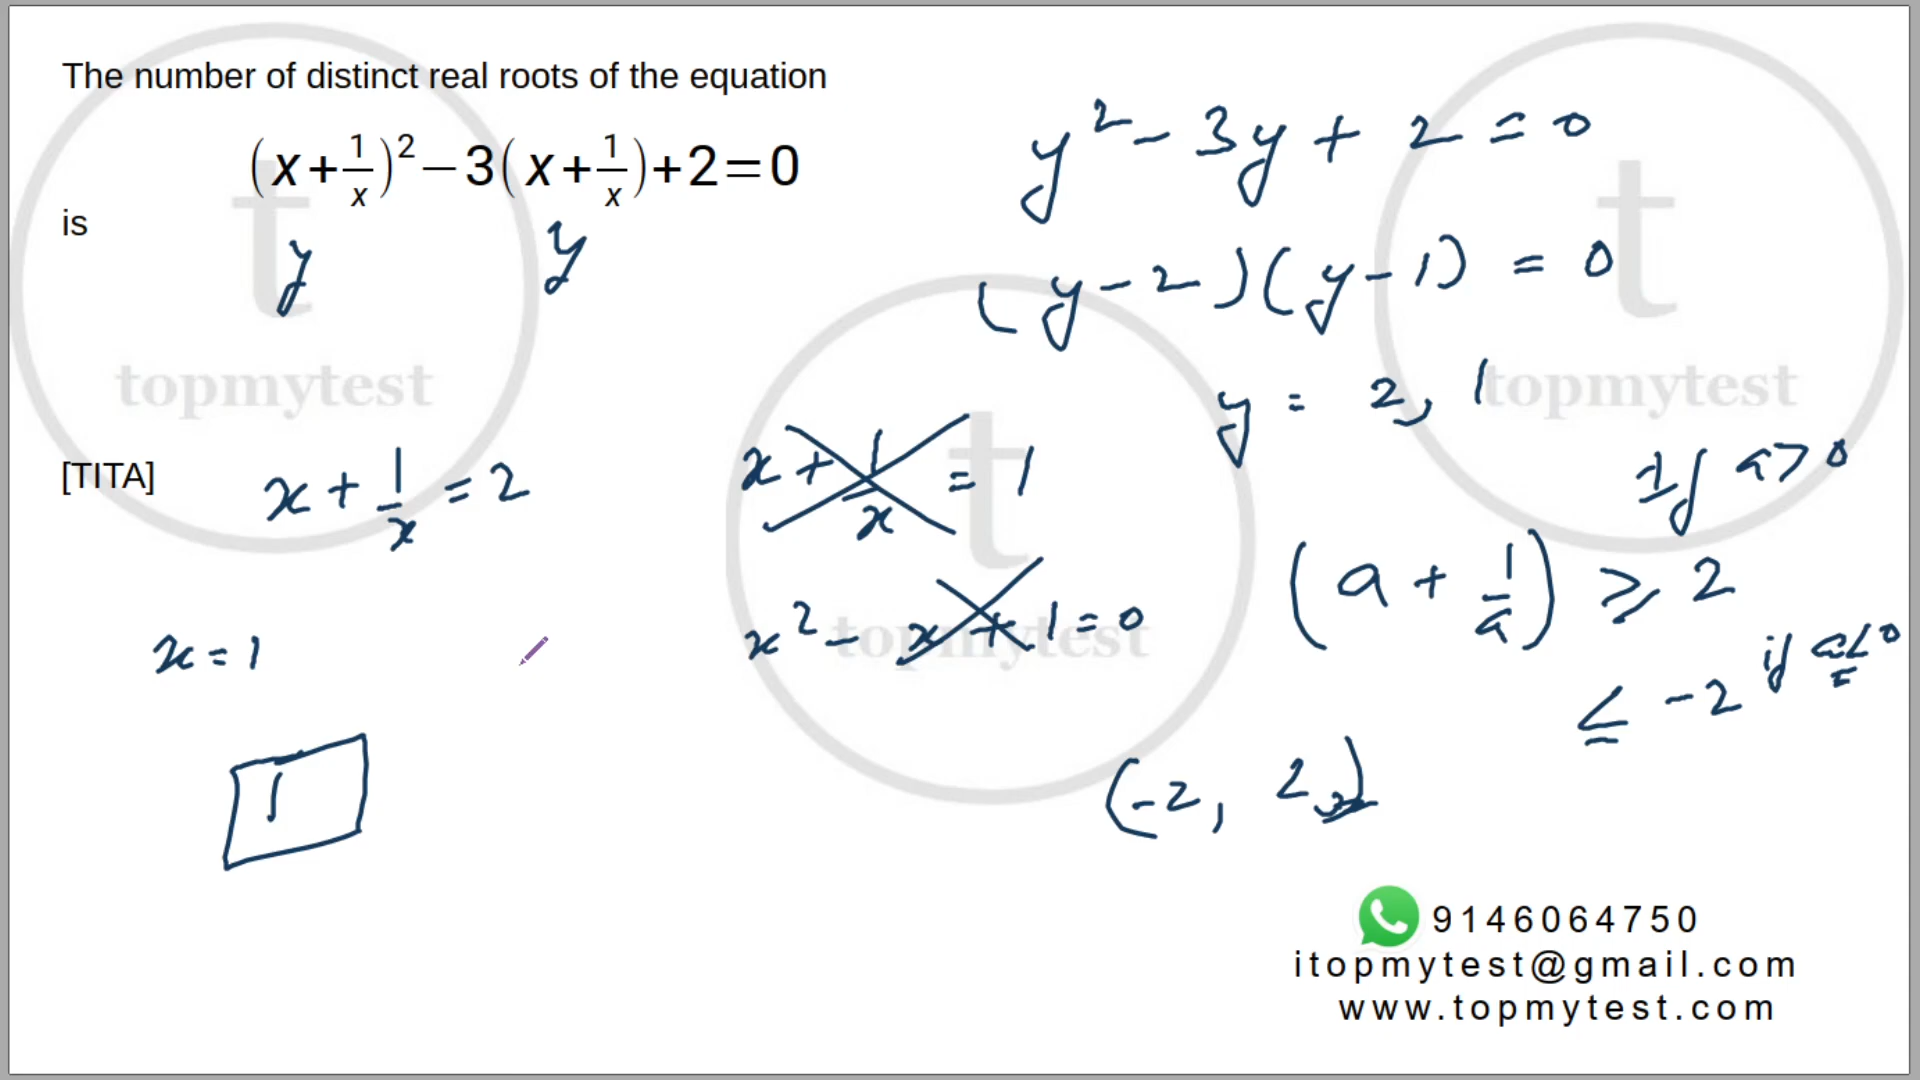 The number of distinct real roots of the equation
(x+1/x)²−3(x+1/x)+2=0
is
y y
[TITA]
x + 1/x = 2
x = 1
1
x + 1/x = 1
x² - x + 1 = 0
y² - 3y + 2 = 0
(y - 2)(y - 1) = 0
y = 2, 1
if a > 0
(a + 1/a) ≥ 2
≤ -2 if a < 0
(-2, 2)
topmytest
topmytest
topmytest
9146064750
itopmytest@gmail.com
www.topmytest.com